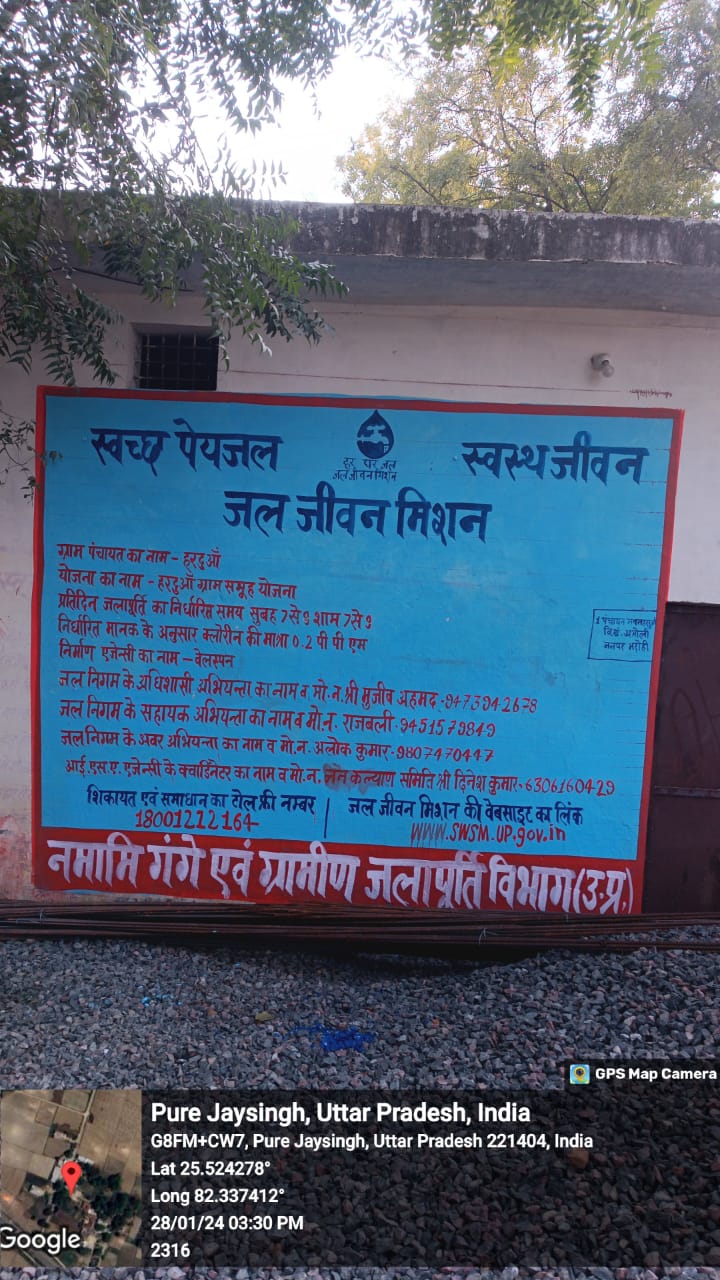 स्वच्छ पेयजल
हर घर जल
जल जीवन मिशन
स्वस्थ जीवन
जल जीवन मिशन
ग्राम पंचायत का नाम - हरदुआँ
योजना का नाम - हरदुआँ ग्राम समूह योजना
प्रतिदिन जलापूर्ति का निर्धारित समय सुबह 7 से 9 शाम 7 से 9
निर्धारित मानक के अनुसार क्लोरीन की मात्रा 0.2 पी पी एम
निर्माण एजेन्सी का नाम - वेलस्पन
जल निगम के अधिशासी अभियन्ता का नाम व मो.न. श्री मुजीव अहमद - 9473942678
जल निगम के सहायक अभियन्ता का नाम व मो.न. राजबली - 9451579849
जल निगम के अवर अभियन्ता का नाम व मो.न. अलोक कुमार - 9807470447
आई.एस.ए. एजेन्सी के क्वार्डिनेटर का नाम व मो.न. जन कल्याण समिति श्री दिनेश कुमार - 6306160429
शिकायत एवं समाधान का टोल फ्री नम्बर
18001212164
जल जीवन मिशन की वेबसाइट का लिंक
WWW.SWSM.UP.gov.in
नमामि गंगे एवं ग्रामीण जलापूर्ति विभाग (उ.प्र.)
GPS Map Camera
Pure Jaysingh, Uttar Pradesh, India
G8FM+CW7, Pure Jaysingh, Uttar Pradesh 221404, India
Lat 25.524278°
Long 82.337412°
28/01/24 03:30 PM
2316
Google